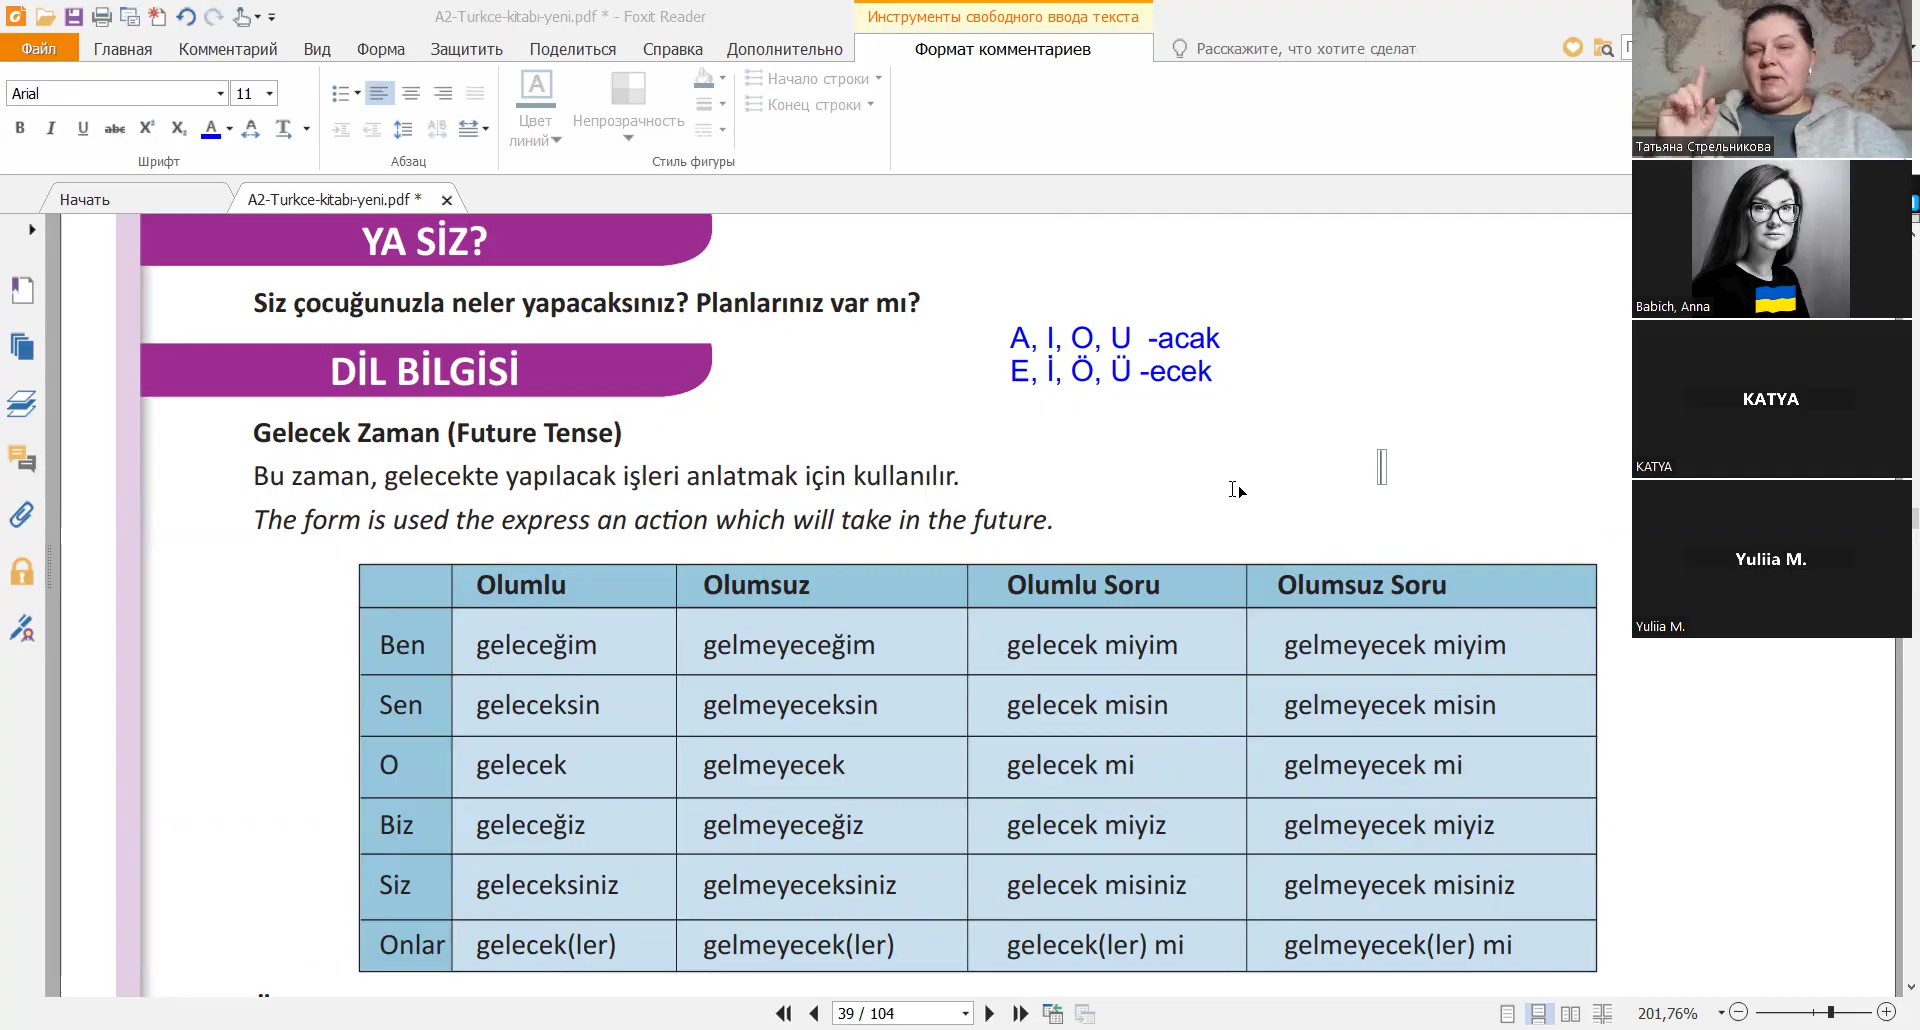 A2-Turkce-kitabı-yeni.pdf * - Foxit Reader
Инструменты свободного ввода текста
Файл Главная Комментарий Вид Форма Защитить Поделиться Справка Дополнительно Формат комментариев Расскажите, что хотите сделат
Arial 11
Начало строки
Конец строки
B I U abc X² X₂ A
Цвет линий Непрозрачность
Шрифт Абзац Стиль фигуры
Начать A2-Turkce-kitabı-yeni.pdf *
YA SİZ?
Siz çocuğunuzla neler yapacaksınız? Planlarınız var mı?
A, I, O, U -acak
E, İ, Ö, Ü -ecek
DİL BİLGİSİ
Gelecek Zaman (Future Tense)
Bu zaman, gelecekte yapılacak işleri anlatmak için kullanılır.
The form is used the express an action which will take in the future.
Olumlu Olumsuz Olumlu Soru Olumsuz Soru
Ben geleceğim gelmeyeceğim gelecek miyim gelmeyecek miyim
Sen geleceksin gelmeyeceksin gelecek misin gelmeyecek misin
O gelecek gelmeyecek gelecek mi gelmeyecek mi
Biz geleceğiz gelmeyeceğiz gelecek miyiz gelmeyecek miyiz
Siz geleceksiniz gelmeyeceksiniz gelecek misiniz gelmeyecek misiniz
Onlar gelecek(ler) gelmeyecek(ler) gelecek(ler) mi gelmeyecek(ler) mi
39 / 104
201,76%
Татьяна Стрельникова
Babich, Anna
KATYA
KATYA
Yuliia M.
Yuliia M.